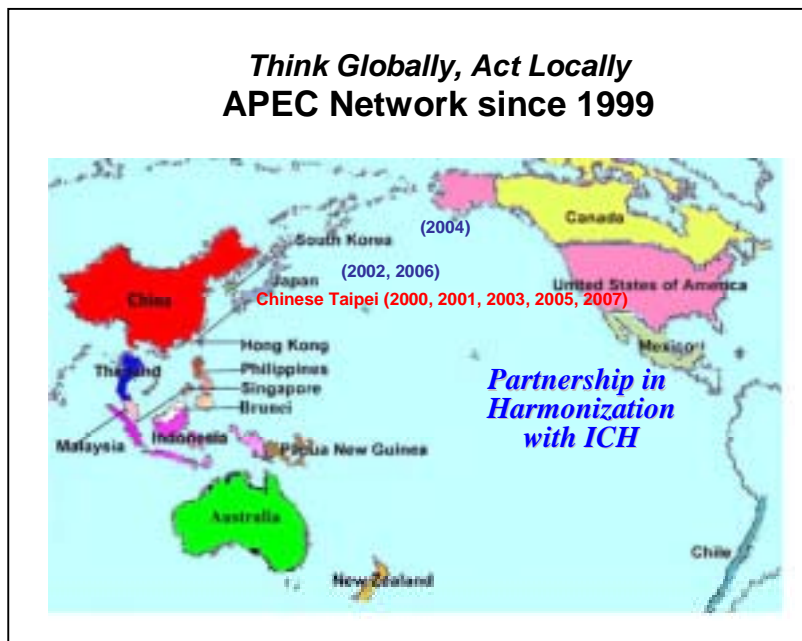 Think Globally, Act Locally
APEC Network since 1999
Canada
(2004)
South Korea
(2002, 2006)
Japan
United States of America
China
Chinese Taipei (2000, 2001, 2003, 2005, 2007)
Hong Kong
Mexico
Thailand
Philippines
Singapore
Brunei
Partnership in
Harmonization
with ICH
Malaysia
Indonesia
Papua New Guinea
Australia
Chile
New Zealand